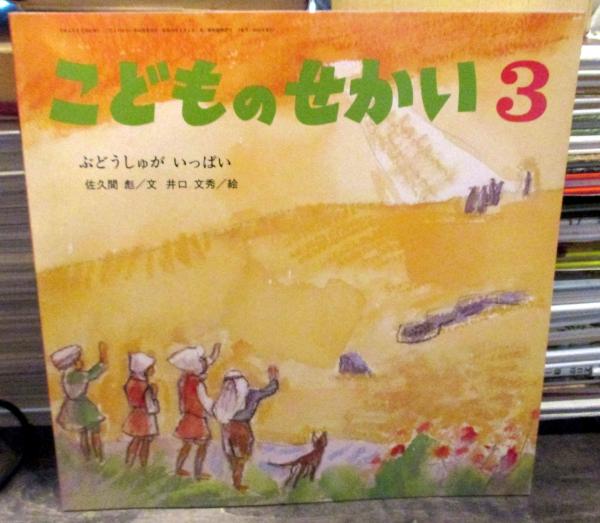 こどものせかい 3
ぶどうしゅが いっぱい
佐久間 彪／文 井口 文秀／絵